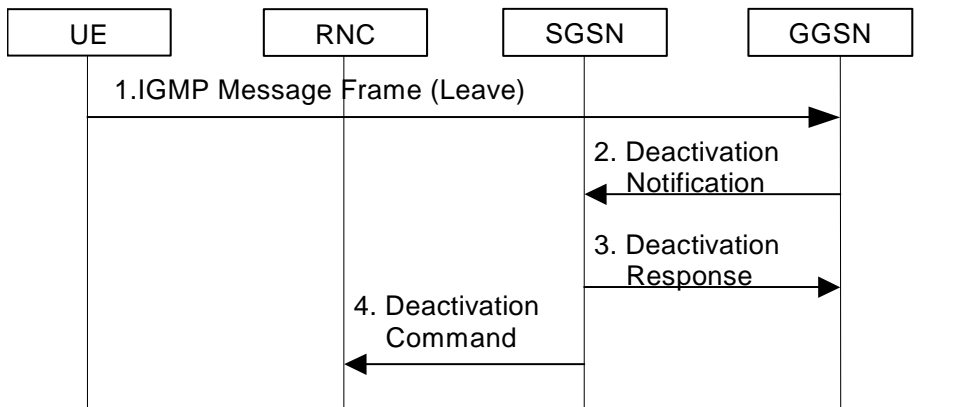 UE
RNC
SGSN
GGSN
1.IGMP Message Frame (Leave)
2. Deactivation
Notification
3. Deactivation
Response
4. Deactivation
Command